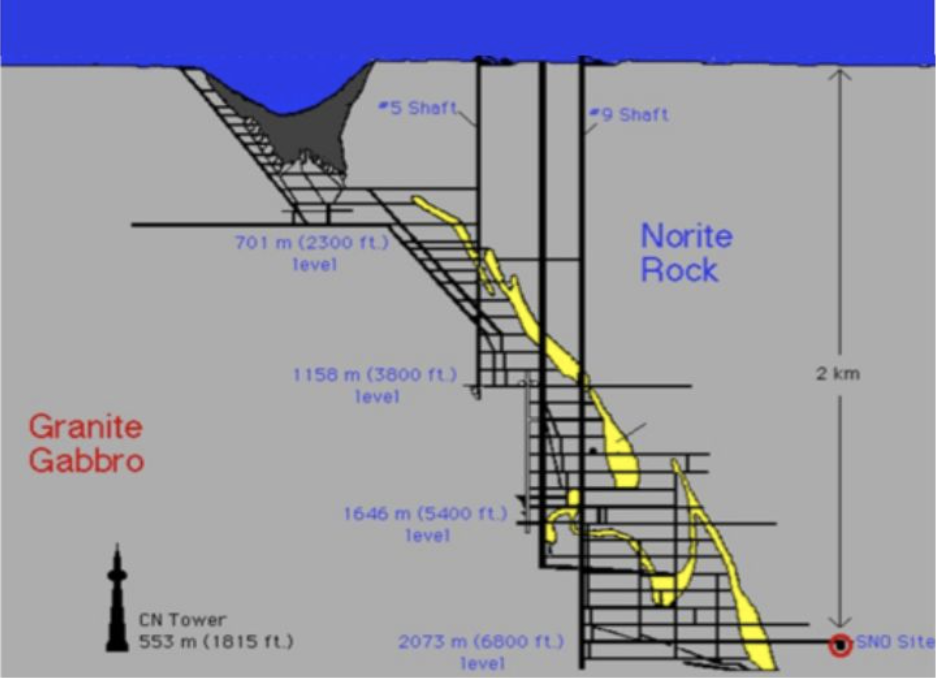 #5 Shaft
#9 Shaft
Norite
Rock
701 m (2300 ft.)
level
2 km
1158 m (3800 ft.)
level
Granite
Gabbro
1646 m (5400 ft.)
level
CN Tower
553 m (1815 ft.)
2073 m (6800 ft.)
level
SNO Site